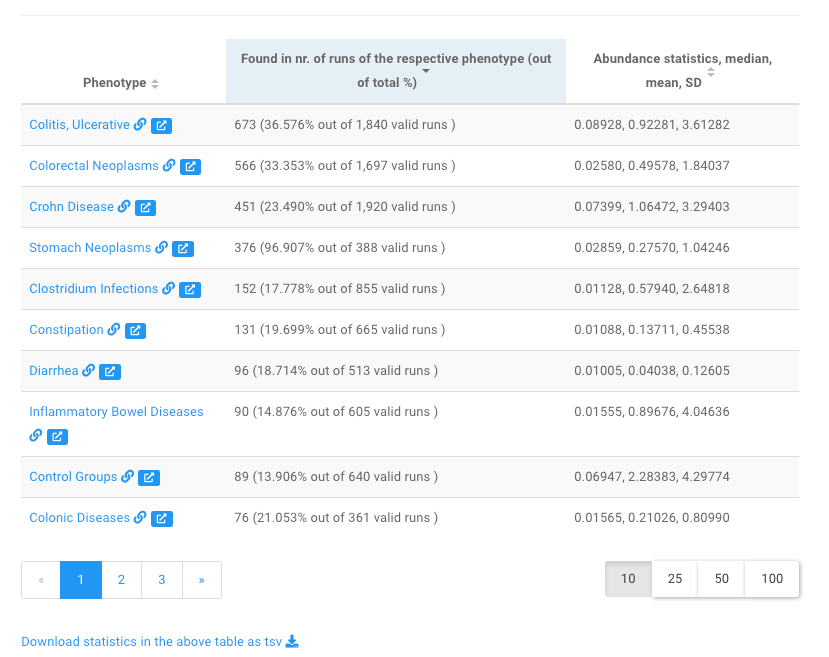 Phenotype
Found in nr. of runs of the respective phenotype (out
of total %)
Abundance statistics, median,
mean, SD
Colitis, Ulcerative 673 (36.576% out of 1,840 valid runs ) 0.08928, 0.92281, 3.61282
Colorectal Neoplasms 566 (33.353% out of 1,697 valid runs ) 0.02580, 0.49578, 1.84037
Crohn Disease 451 (23.490% out of 1,920 valid runs ) 0.07399, 1.06472, 3.29403
Stomach Neoplasms 376 (96.907% out of 388 valid runs ) 0.02859, 0.27570, 1.04246
Clostridium Infections 152 (17.778% out of 855 valid runs ) 0.01128, 0.57940, 2.64818
Constipation 131 (19.699% out of 665 valid runs ) 0.01088, 0.13711, 0.45538
Diarrhea 96 (18.714% out of 513 valid runs ) 0.01005, 0.04038, 0.12605
Inflammatory Bowel Diseases 90 (14.876% out of 605 valid runs ) 0.01555, 0.89676, 4.04636
Control Groups 89 (13.906% out of 640 valid runs ) 0.06947, 2.28383, 4.29774
Colonic Diseases 76 (21.053% out of 361 valid runs ) 0.01565, 0.21026, 0.80990
« 1 2 3 » 10 25 50 100
Download statistics in the above table as tsv